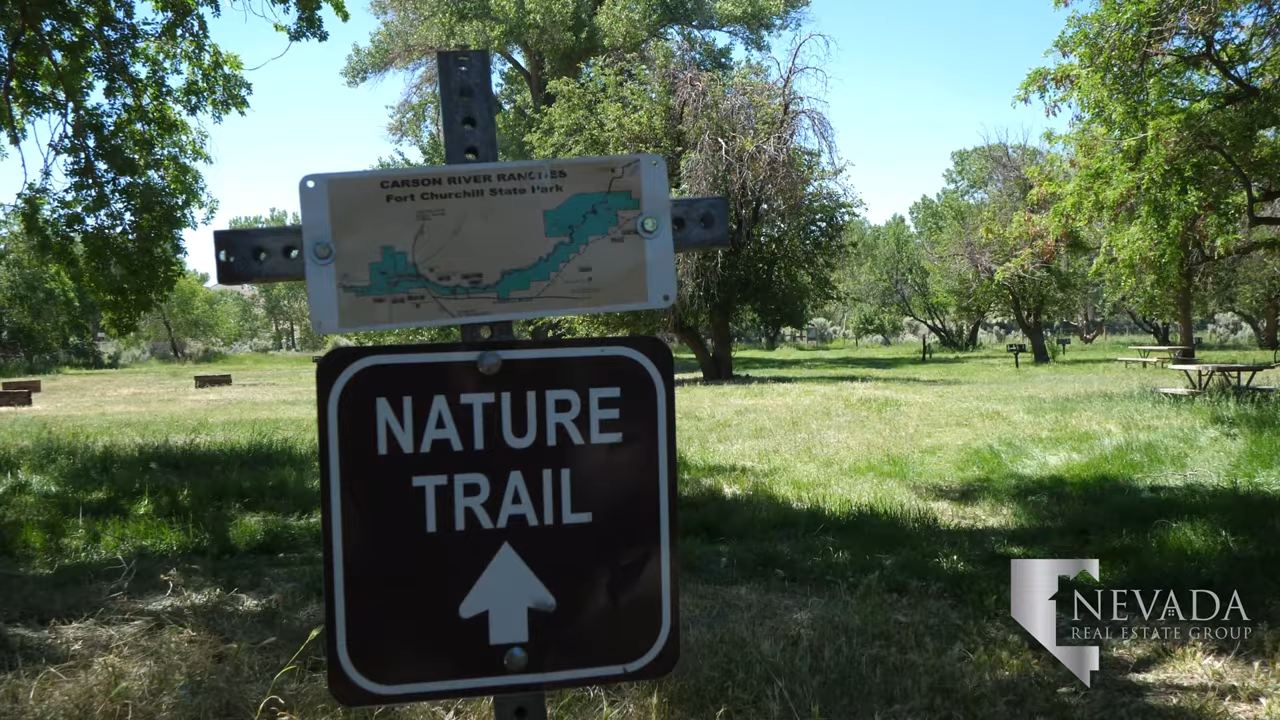 CARSON RIVER RANCHES
Fort Churchill State Park
NATURE
TRAIL
NEVADA
REAL ESTATE GROUP